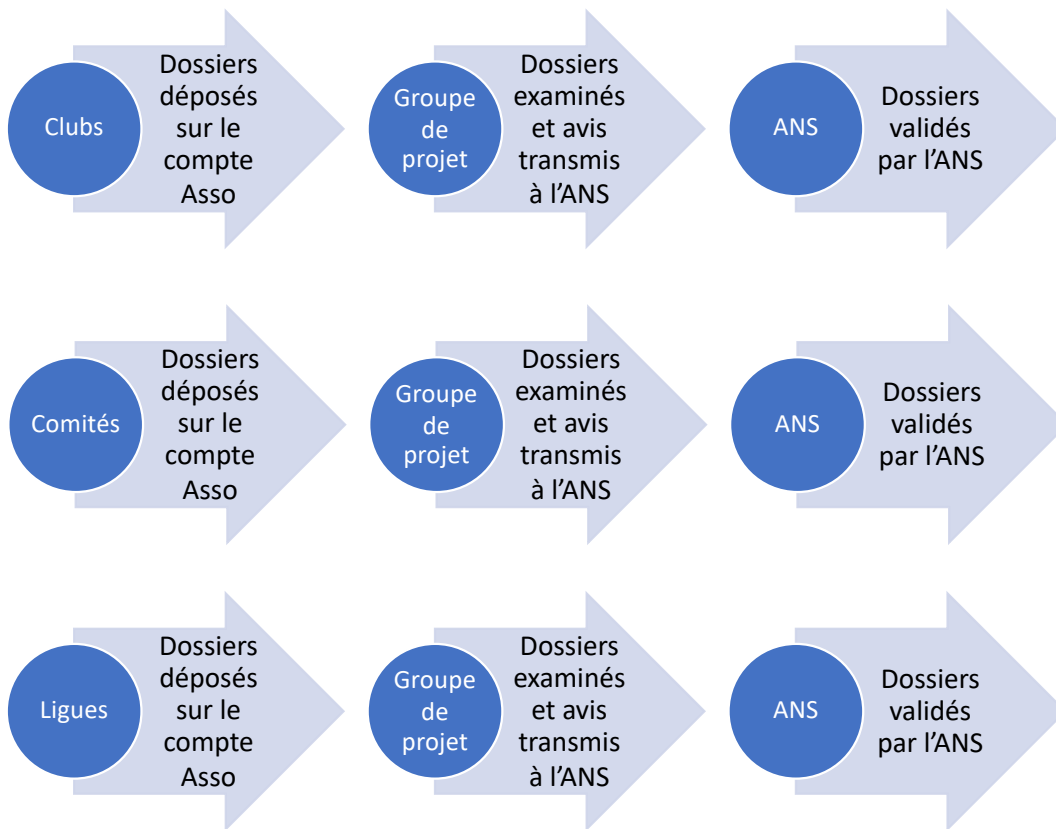 Clubs
Dossiers
déposés
sur le
compte
Asso
Groupe
de
projet
Dossiers
examinés
et avis
transmis
à l’ANS
ANS
Dossiers
validés
par l’ANS
Comités
Dossiers
déposés
sur le
compte
Asso
Groupe
de
projet
Dossiers
examinés
et avis
transmis
à l’ANS
ANS
Dossiers
validés
par l’ANS
Ligues
Dossiers
déposés
sur le
compte
Asso
Groupe
de
projet
Dossiers
examinés
et avis
transmis
à l’ANS
ANS
Dossiers
validés
par l’ANS